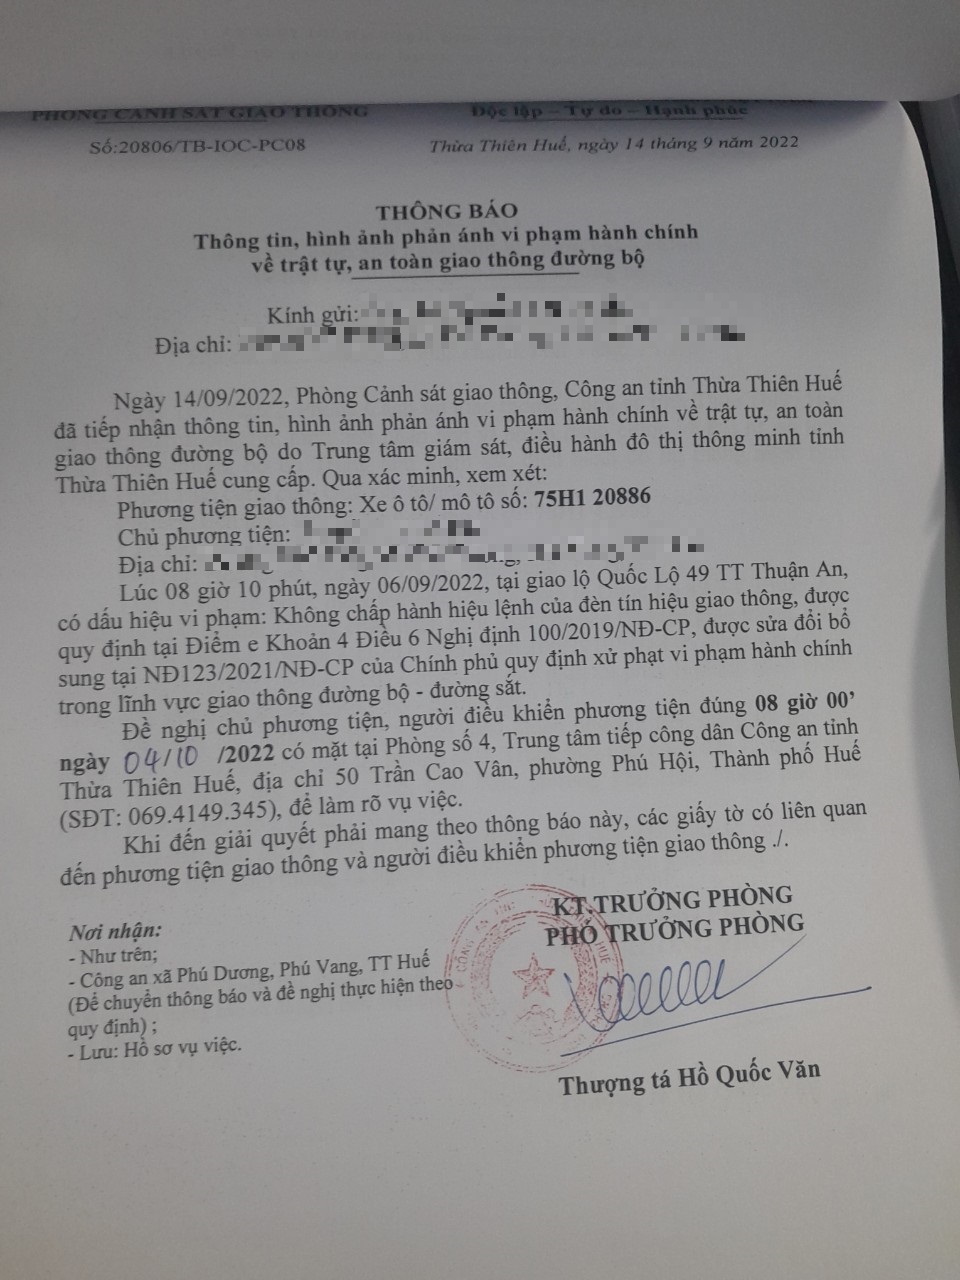 PHÒNG CẢNH SÁT GIAO THÔNG
Độc lập – Tự do – Hạnh phúc
Số:20806/TB-IOC-PC08
Thừa Thiên Huế, ngày 14 tháng 9 năm 2022
THÔNG BÁO
Thông tin, hình ảnh phản ánh vi phạm hành chính
về trật tự, an toàn giao thông đường bộ
Kính gửi:
Địa chỉ:
Ngày 14/09/2022, Phòng Cảnh sát giao thông, Công an tỉnh Thừa Thiên Huế
đã tiếp nhận thông tin, hình ảnh phản ánh vi phạm hành chính về trật tự, an toàn
giao thông đường bộ do Trung tâm giám sát, điều hành đô thị thông minh tỉnh
Thừa Thiên Huế cung cấp. Qua xác minh, xem xét:
Phương tiện giao thông: Xe ô tô/ mô tô số: 75H1 20886
Chủ phương tiện:
Địa chỉ:
Lúc 08 giờ 10 phút, ngày 06/09/2022, tại giao lộ Quốc Lộ 49 TT Thuận An,
có dấu hiệu vi phạm: Không chấp hành hiệu lệnh của đèn tín hiệu giao thông, được
quy định tại Điểm e Khoản 4 Điều 6 Nghị định 100/2019/NĐ-CP, được sửa đổi bổ
sung tại NĐ123/2021/NĐ-CP của Chính phủ quy định xử phạt vi phạm hành chính
trong lĩnh vực giao thông đường bộ - đường sắt.
Đề nghị chủ phương tiện, người điều khiển phương tiện đúng 08 giờ 00’
ngày 04/10 /2022 có mặt tại Phòng số 4, Trung tâm tiếp công dân Công an tỉnh
Thừa Thiên Huế, địa chỉ 50 Trần Cao Vân, phường Phú Hội, Thành phố Huế
(SĐT: 069.4149.345), để làm rõ vụ việc.
Khi đến giải quyết phải mang theo thông báo này, các giấy tờ có liên quan
đến phương tiện giao thông và người điều khiển phương tiện giao thông ./.
KT.TRƯỞNG PHÒNG
PHÓ TRƯỞNG PHÒNG
Nơi nhận:
- Như trên;
- Công an xã Phú Dương, Phú Vang, TT Huế
(Để chuyển thông báo và đề nghị thực hiện theo
quy định) ;
- Lưu: Hồ sơ vụ việc.
Thượng tá Hồ Quốc Văn